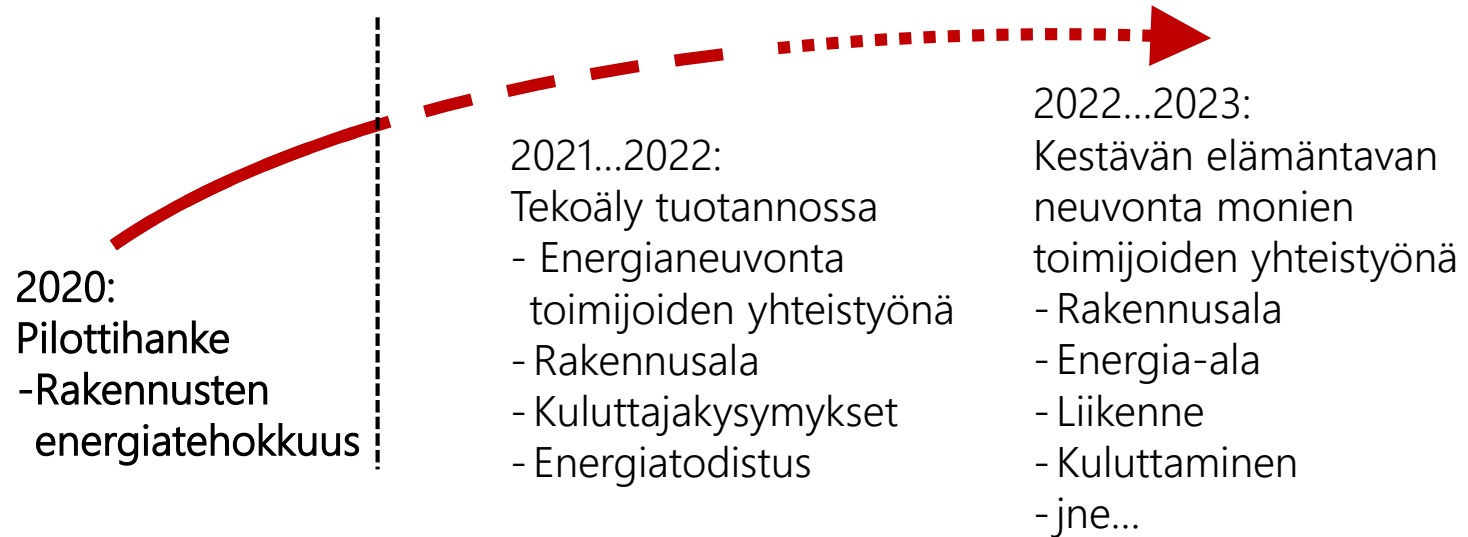 2020:
Pilottihanke
-Rakennusten
energiatehokkuus
2021...2022:
Tekoäly tuotannossa
- Energianeuvonta
toimijoiden yhteistyönä
- Rakennusala
- Kuluttajakysymykset
- Energiatodistus
2022...2023:
Kestävän elämäntavan
neuvonta monien
toimijoiden yhteistyönä
- Rakennusala
- Energia-ala
- Liikenne
- Kuluttaminen
- jne...